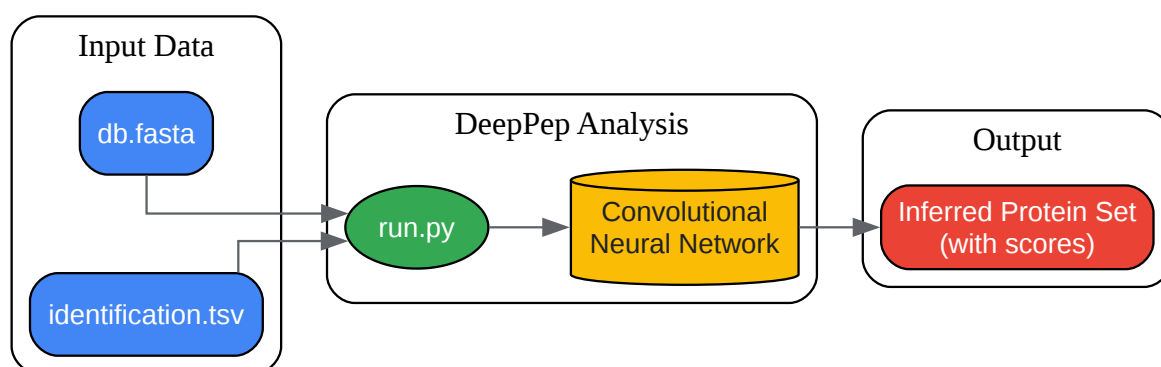 Input Data
db.fasta
identification.tsv
DeepPep Analysis
run.py
Convolutional
Neural Network
Output
Inferred Protein Set
(with scores)